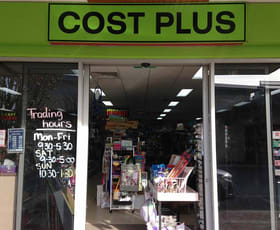 COST PLUS
Trading
hours
Mon-Fri
9:30-5:30
SAT
9:30-5:00
SUN
10:30-1:30